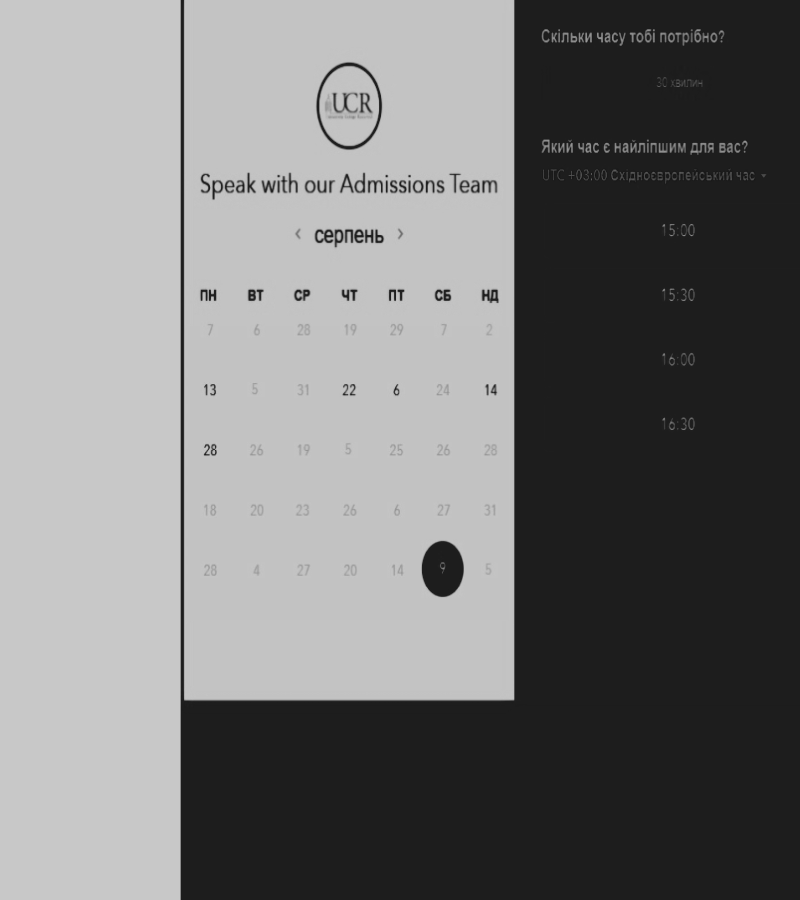 UCR
Speak with our Admissions Team
‹ серпень ›
ПН ВТ СР ЧТ ПТ СБ НД
7 6 28 19 29 7 2
13 5 31 22 6 24 14
28 26 19 5 25 26 28
18 20 23 26 6 27 31
28 4 27 20 14 9 5
Скільки часу тобі потрібно?
30 хвилин
Який час є найліпшим для вас?
UTC +03:00 Східноєвропейський час
15:00
15:30
16:00
16:30